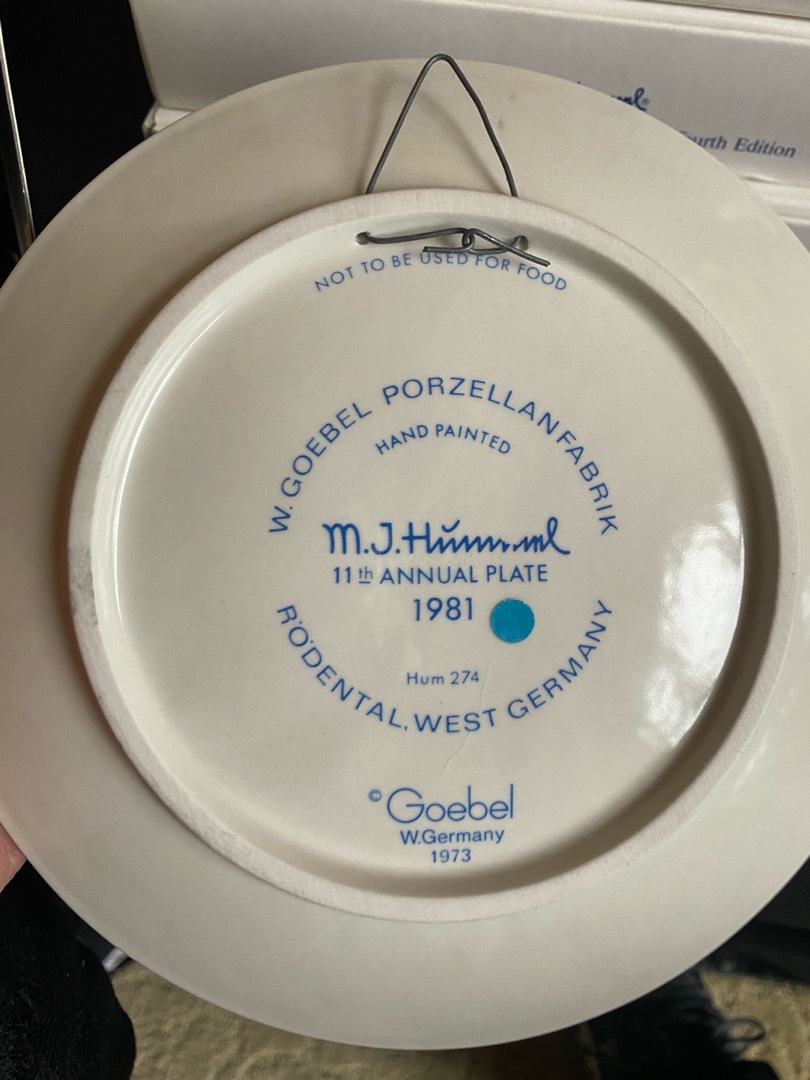 Edition
NOT TO BE USED FOR FOOD
W. GOEBEL PORZELLANFABRIK
HAND PAINTED
M.J.Hummel
11th ANNUAL PLATE
1981
Hum 274
RÖDENTAL, WEST GERMANY
© Goebel
W.Germany
1973